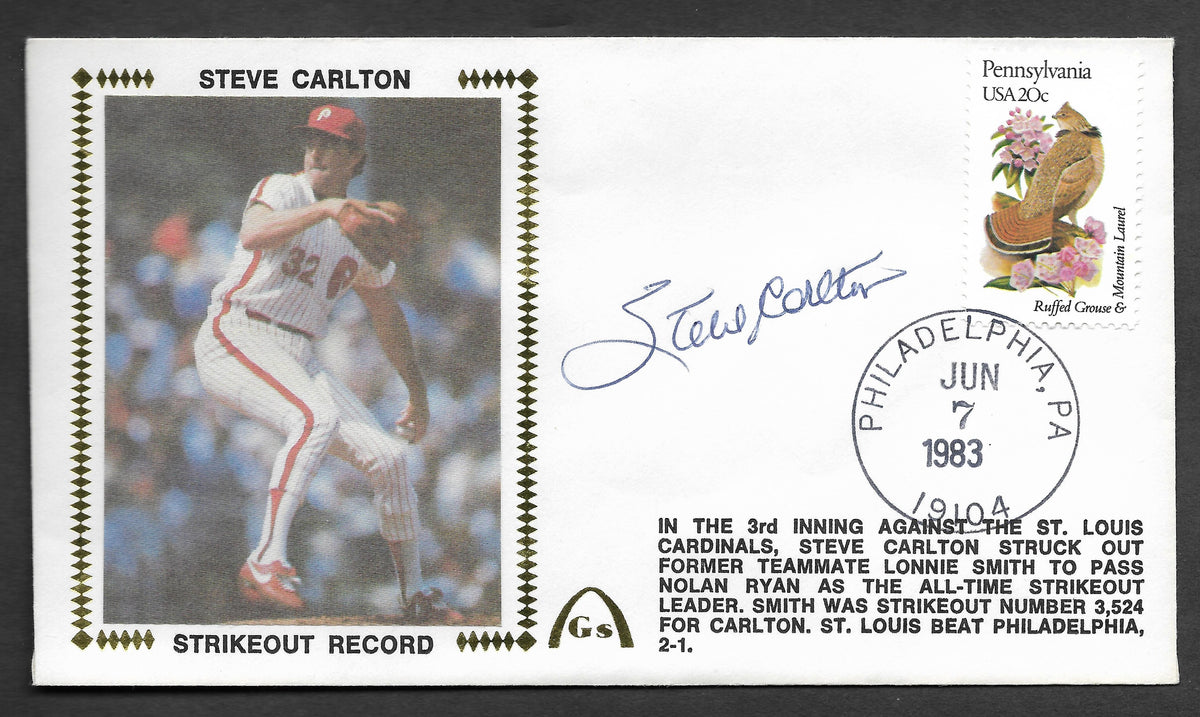 STEVE CARLTON
P
32
P
STRIKEOUT RECORD
Steve Carlton
Pennsylvania
USA 20c
Ruffed Grouse &
Mountain Laurel
PHILADELPHIA, PA
JUN
7
1983
19104
Gs
IN THE 3rd INNING AGAINST THE ST. LOUIS
CARDINALS, STEVE CARLTON STRUCK OUT
FORMER TEAMMATE LONNIE SMITH TO PASS
NOLAN RYAN AS THE ALL-TIME STRIKEOUT
LEADER. SMITH WAS STRIKEOUT NUMBER 3,524
FOR CARLTON. ST. LOUIS BEAT PHILADELPHIA,
2-1.